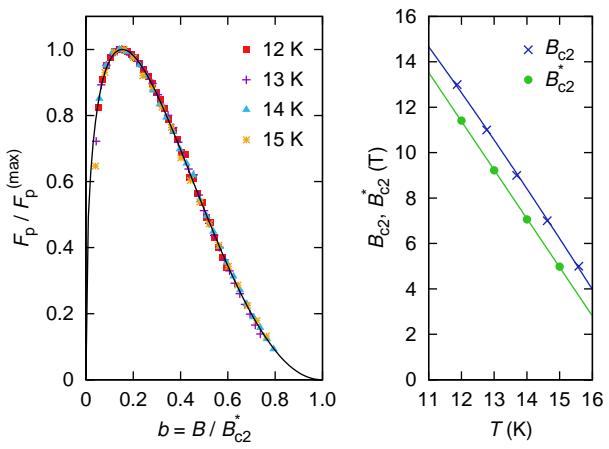 F_p / F_p^(max)
1.0
0.8
0.6
0.4
0.2
0
0 0.2 0.4 0.6 0.8 1.0
b = B / B*_c2
12 K
13 K
14 K
15 K
B_c2, B*_c2 (T)
16
14
12
10
8
6
4
2
0
11 12 13 14 15 16
T (K)
B_c2
B*_c2